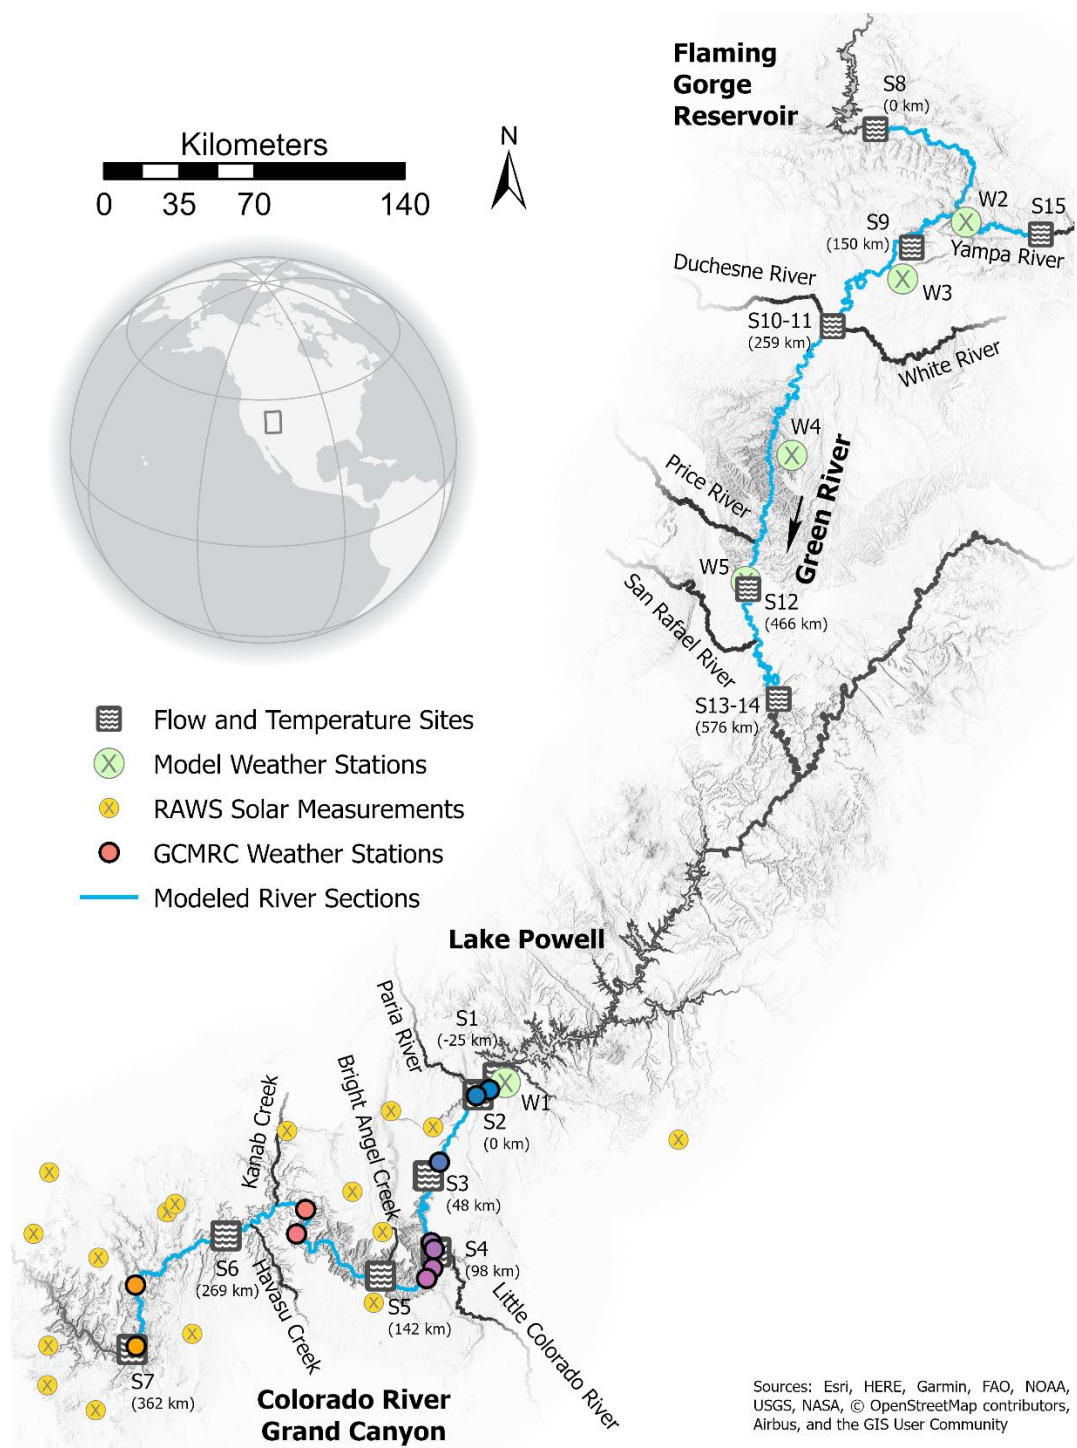 Flaming
Gorge
Reservoir
S8
(0 km)
Kilometers
0 35 70 140
N
W2
S15
S9
(150 km)
Yampa River
W3
Duchesne River
S10-11
(259 km)
White River
W4
Price River
Green River
W5
S12
(466 km)
San Rafael River
S13-14
(576 km)
Flow and Temperature Sites
Model Weather Stations
RAWS Solar Measurements
GCMRC Weather Stations
Modeled River Sections
Lake Powell
Paria River
S1
(-25 km)
W1
S2
(0 km)
Bright Angel Creek
Kanab Creek
S3
(48 km)
S4
(98 km)
S6
(269 km)
Havasu Creek
S5
(142 km)
Little Colorado River
S7
(362 km)
Colorado River
Grand Canyon
Sources: Esri, HERE, Garmin, FAO, NOAA,
USGS, NASA, © OpenStreetMap contributors,
Airbus, and the GIS User Community